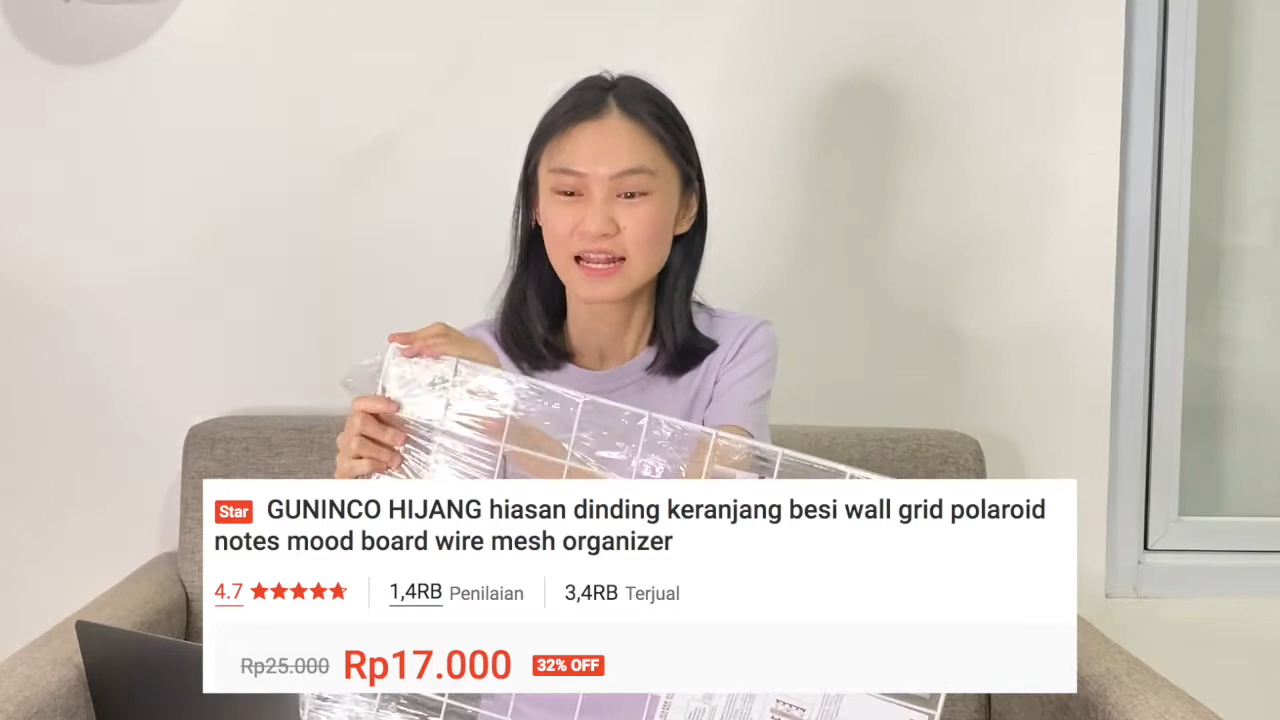 Star GUNINCO HIJANG hiasan dinding keranjang besi wall grid polaroid
notes mood board wire mesh organizer
4.7 1,4RB Penilaian 3,4RB Terjual
Rp25.000 Rp17.000 32% OFF